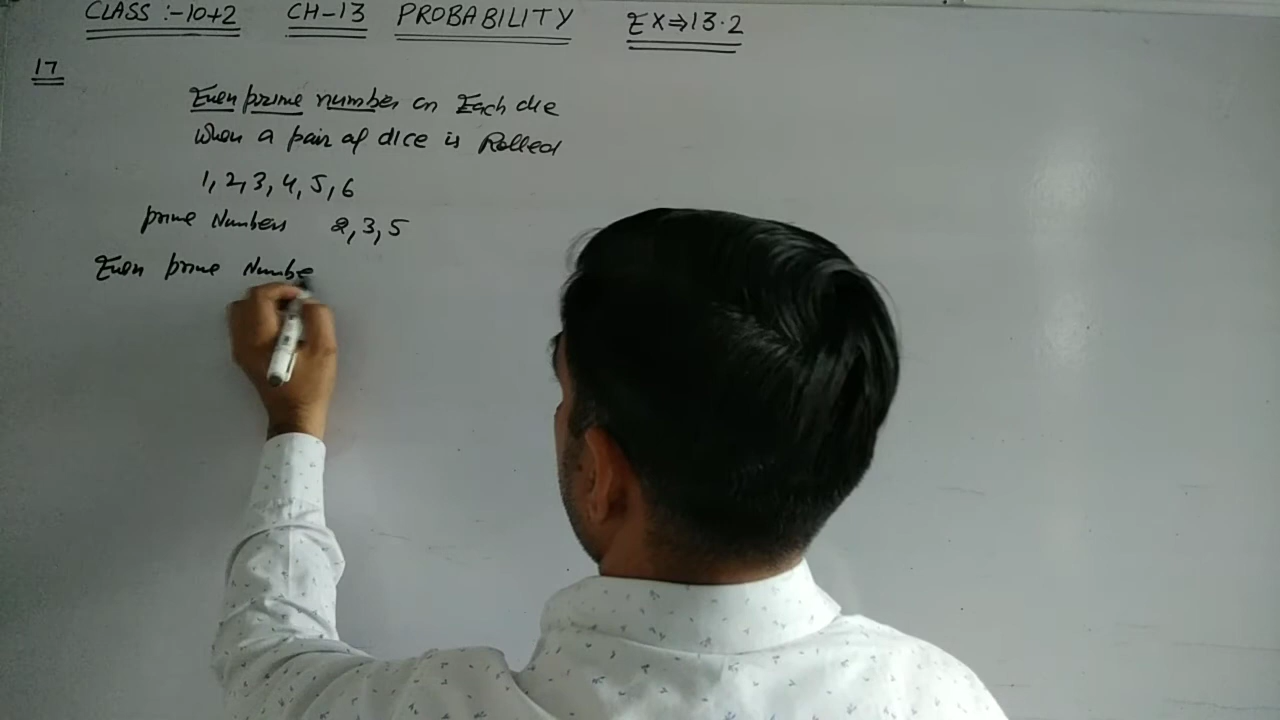 CLASS :- 10+2 CH-13 PROBABILITY EX⇒13.2
17
Even prime number on Each die
when a pair of dice is Rolled
1, 2, 3, 4, 5, 6
prime Numbers 2, 3, 5
Even prime Numbe